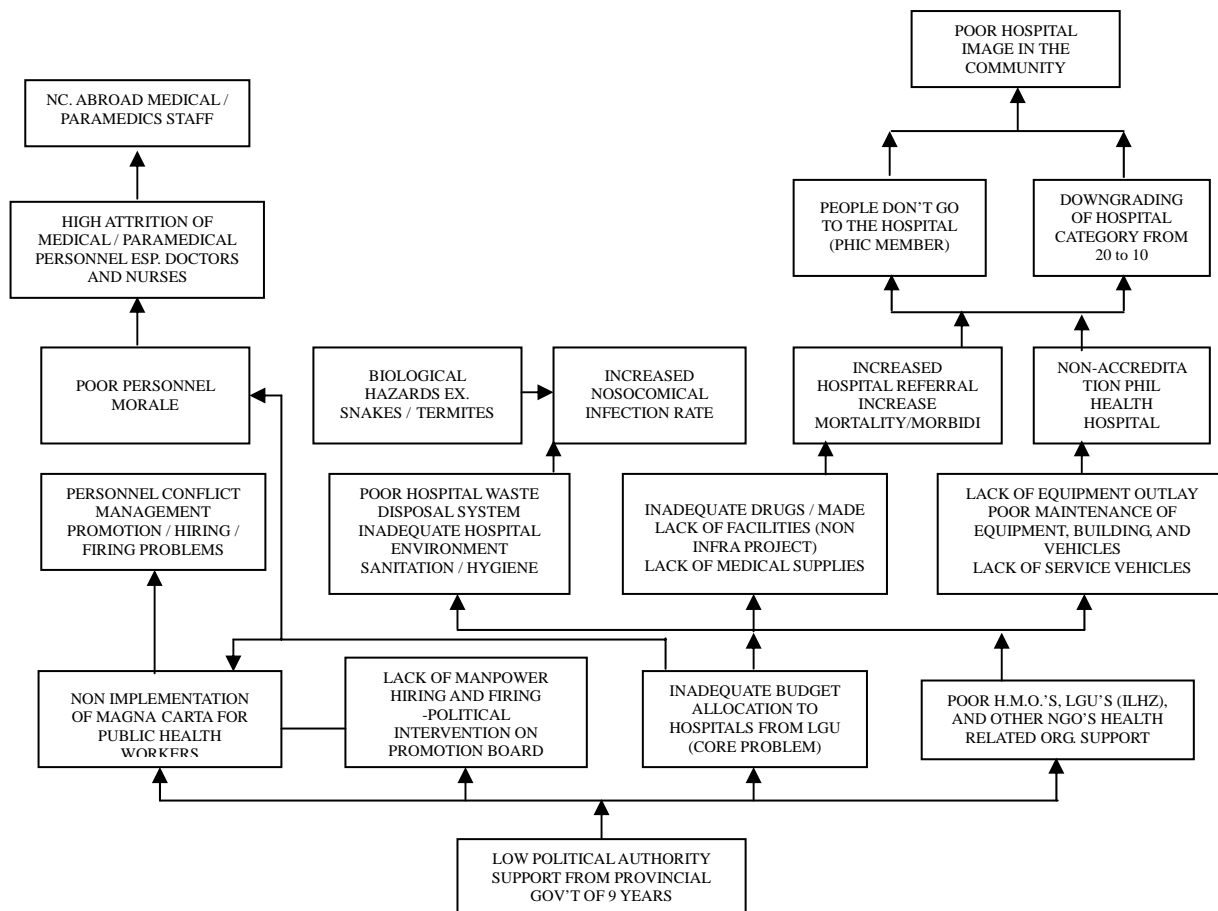 POOR HOSPITAL
IMAGE IN THE
COMMUNITY
NC. ABROAD MEDICAL /
PARAMEDICS STAFF
HIGH ATTRITION OF
MEDICAL / PARAMEDICAL
PERSONNEL ESP. DOCTORS
AND NURSES
PEOPLE DON'T GO
TO THE HOSPITAL
(PHIC MEMBER)
DOWNGRADING
OF HOSPITAL
CATEGORY FROM
20 to 10
POOR PERSONNEL
MORALE
BIOLOGICAL
HAZARDS EX.
SNAKES / TERMITES
INCREASED
NOSOCOMICAL
INFECTION RATE
INCREASED
HOSPITAL REFERRAL
INCREASE
MORTALITY/MORBIDI
NON-ACCREDITA
TION PHIL
HEALTH
HOSPITAL
PERSONNEL CONFLICT
MANAGEMENT
PROMOTION / HIRING /
FIRING PROBLEMS
POOR HOSPITAL WASTE
DISPOSAL SYSTEM
INADEQUATE HOSPITAL
ENVIRONMENT
SANITATION / HYGIENE
INADEQUATE DRUGS / MADE
LACK OF FACILITIES (NON
INFRA PROJECT)
LACK OF MEDICAL SUPPLIES
LACK OF EQUIPMENT OUTLAY
POOR MAINTENANCE OF
EQUIPMENT, BUILDING, AND
VEHICLES
LACK OF SERVICE VEHICLES
NON IMPLEMENTATION
OF MAGNA CARTA FOR
PUBLIC HEALTH
WORKERS
LACK OF MANPOWER
HIRING AND FIRING
-POLITICAL
INTERVENTION ON
PROMOTION BOARD
INADEQUATE BUDGET
ALLOCATION TO
HOSPITALS FROM LGU
(CORE PROBLEM)
POOR H.M.O.'S, LGU'S (ILHZ),
AND OTHER NGO'S HEALTH
RELATED ORG. SUPPORT
LOW POLITICAL AUTHORITY
SUPPORT FROM PROVINCIAL
GOV'T OF 9 YEARS